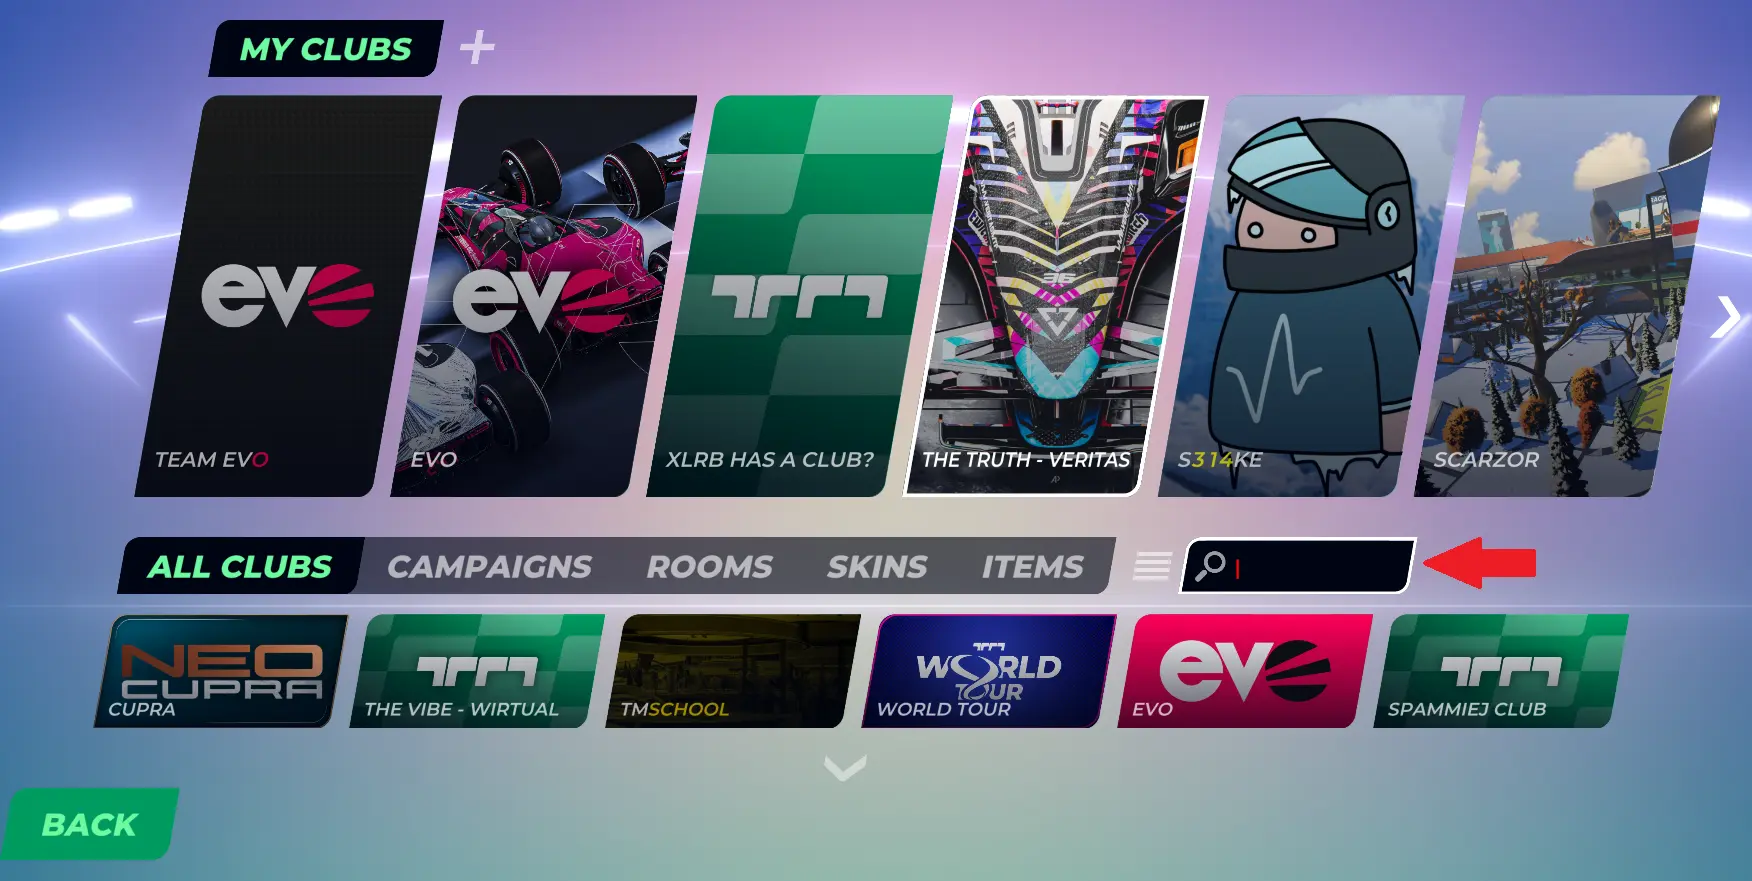 MY CLUBS
evo
evo
TEAM EVO
EVO
XLRB HAS A CLUB?
THE TRUTH - VERITAS
S314KE
SCARZOR
ALL CLUBS
CAMPAIGNS
ROOMS
SKINS
ITEMS
NEO
CUPRA
CUPRA
THE VIBE - WIRTUAL
TMSCHOOL
WORLD
TOUR
WORLD TOUR
evo
EVO
SPAMMIEJ CLUB
BACK